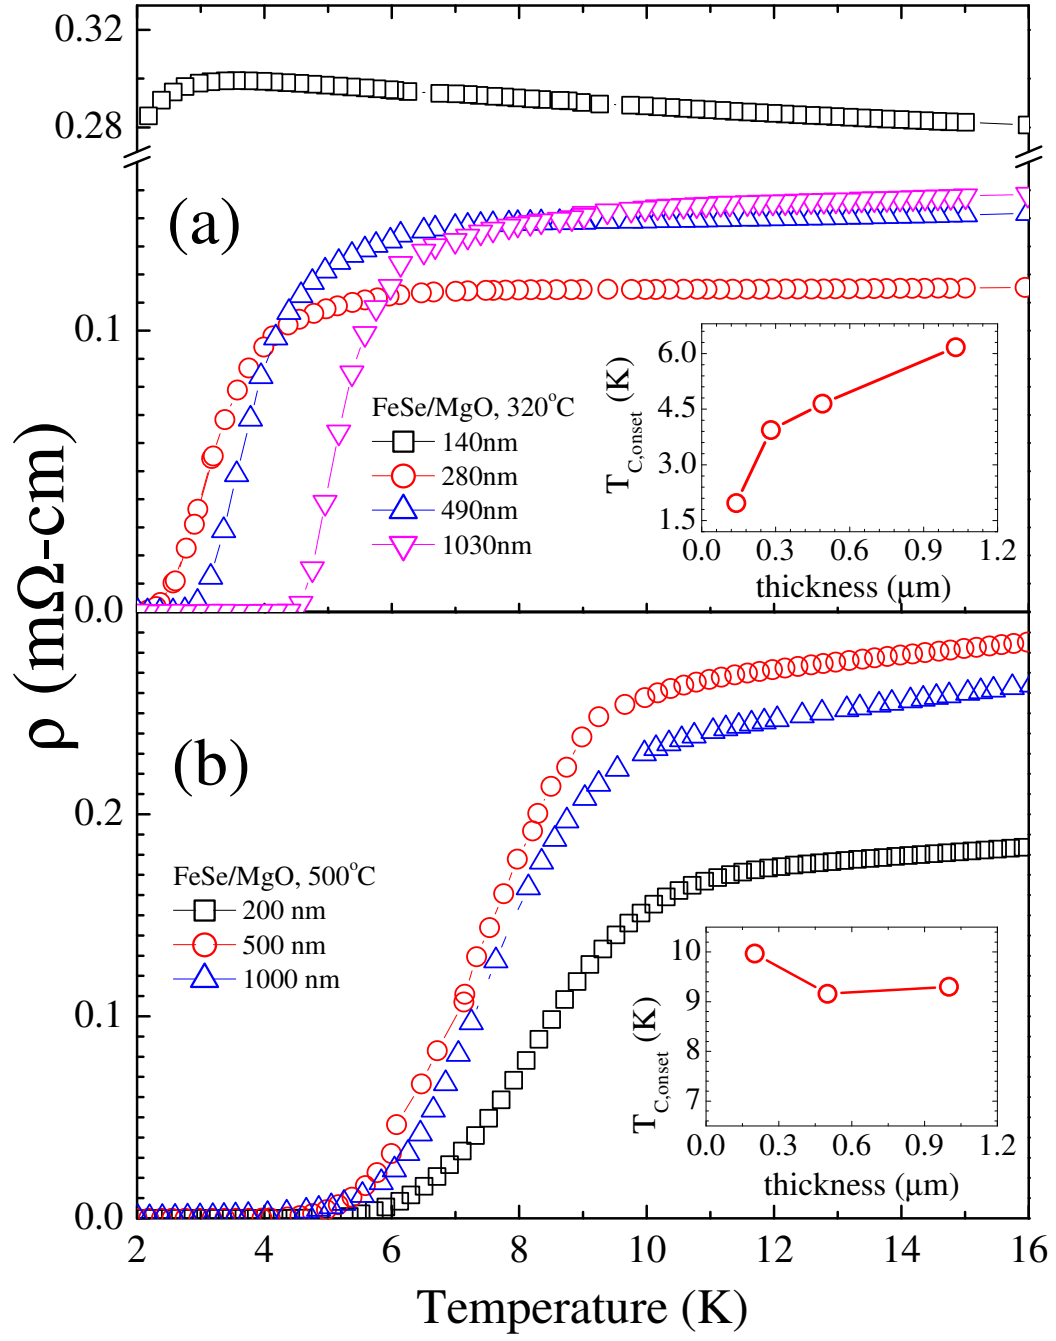 0.32
0.28
(a)
0.1
0.0
FeSe/MgO, 320°C
140nm
280nm
490nm
1030nm
6.0
4.5
3.0
1.5
T_C,onset (K)
0.0 0.3 0.6 0.9 1.2
thickness (μm)
ρ (mΩ-cm)
(b)
0.2
0.1
0.0
FeSe/MgO, 500°C
200 nm
500 nm
1000 nm
10
9
8
7
T_C,onset (K)
0.0 0.3 0.6 0.9 1.2
thickness (μm)
2 4 6 8 10 12 14 16
Temperature (K)